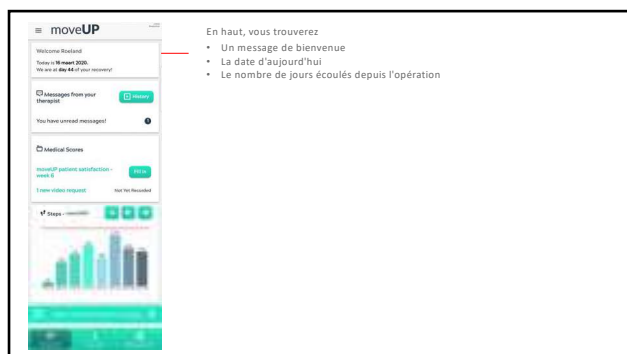 moveUP
Welcome Roeland
Today is 16 maart 2020.
We are at day 44 of your recovery!
Messages from your therapist
History
You have unread messages!
Medical Scores
moveUP patient satisfaction - week 6
Fill in
1 new video request
Not Yet Recorded
Steps -
En haut, vous trouverez
• Un message de bienvenue
• La date d'aujourd'hui
• Le nombre de jours écoulés depuis l'opération